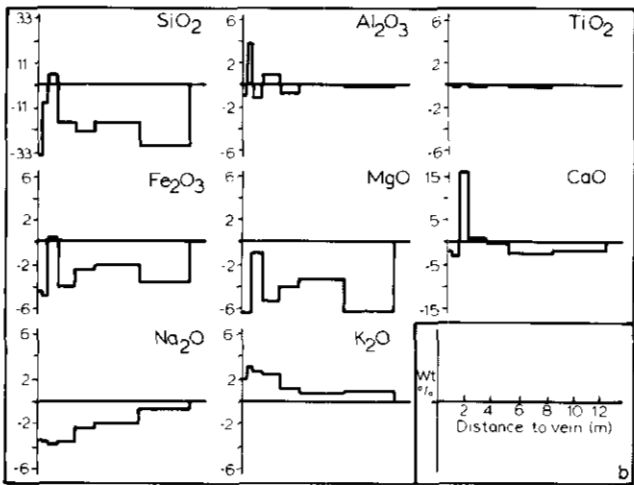 SiO₂
33
11
-11
-33
Al₂O₃
6
2
-2
-6
TiO₂
6
2
-2
-6
Fe₂O₃
6
2
-2
-6
MgO
6
2
-2
-6
CaO
15
5
-5
-15
Na₂O
6
2
-2
-6
K₂O
6
2
-2
-6
Wt
%
2 4 6 8 10 12
Distance to vein (m)
b